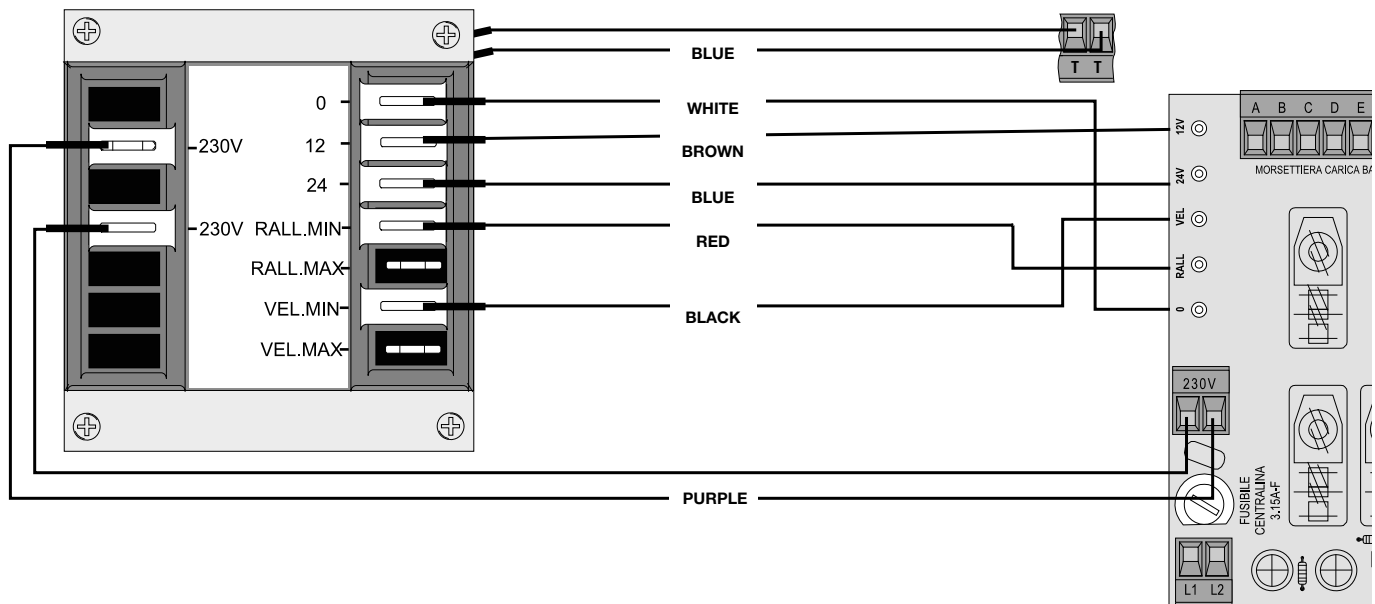 BLUE
T T
0
WHITE
12
BROWN
24
BLUE
RALL.MIN
RED
RALL.MAX
VEL.MIN
BLACK
VEL.MAX
230V
230V
PURPLE
A B C D E
MORSETTIERA CARICA BA
12V
24V
VEL
RALL
0
230V
FUSIBILE
CENTRALINA
3.15A-F
L1 L2